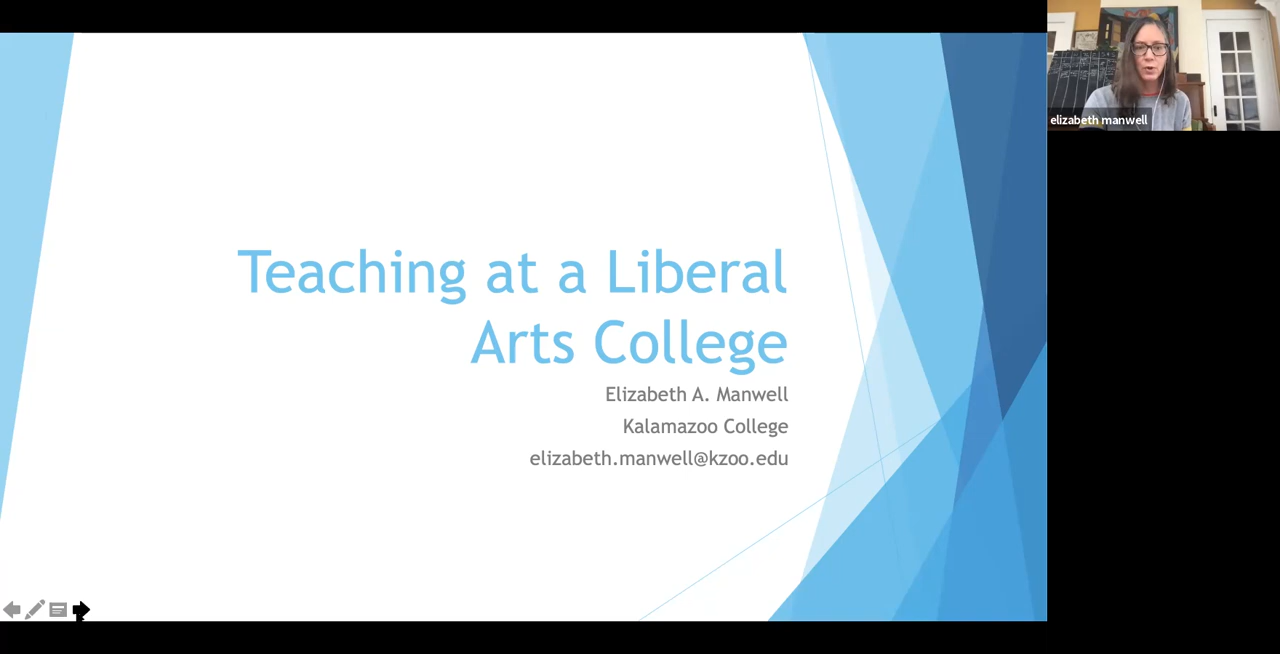 Teaching at a Liberal
Arts College
Elizabeth A. Manwell
Kalamazoo College
elizabeth.manwell@kzoo.edu
elizabeth manwell